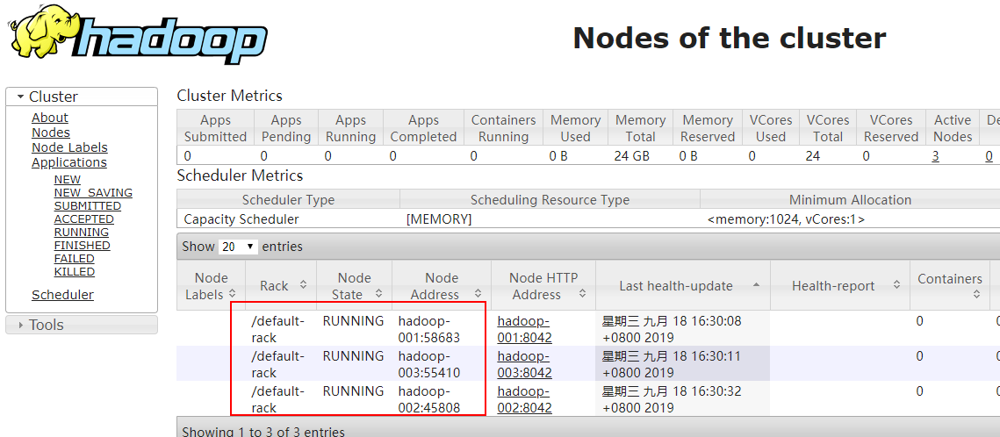 hadoop
Nodes of the cluster
Cluster
About
Nodes
Node Labels
Applications
NEW
NEW_SAVING
SUBMITTED
ACCEPTED
RUNNING
FINISHED
FAILED
KILLED
Scheduler
Tools
Cluster Metrics
Apps Apps Apps Apps Containers Memory Memory Memory VCores VCores VCores Active De
Submitted Pending Running Completed Running Used Total Reserved Used Total Reserved Nodes
0 0 0 0 0 0 B 24 GB 0 B 0 24 0 3 0
Scheduler Metrics
Scheduler Type Scheduling Resource Type Minimum Allocation
Capacity Scheduler [MEMORY] <memory:1024, vCores:1>
Show 20 entries
Node Node Node Node HTTP
Labels Rack State Address Address Last health-update Health-report Containers
/default- RUNNING hadoop- hadoop- 星期三 九月 18 16:30:08 0 0
rack 001:58683 001:8042 +0800 2019
/default- RUNNING hadoop- hadoop- 星期三 九月 18 16:30:11 0 0
rack 003:55410 003:8042 +0800 2019
/default- RUNNING hadoop- hadoop- 星期三 九月 18 16:30:32 0 0
rack 002:45808 002:8042 +0800 2019
Showing 1 to 3 of 3 entries